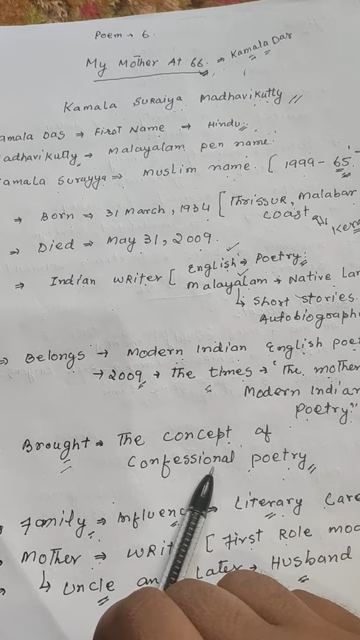 Poem → 6
My Mother At 66. → Kamala Das
Kamala Suraiya Madhavikutty //
amala Das → First Name → Hindu.
adhavikutty → Malayalam pen name.
amala Surayya → Muslim name. [1999 - 65.
→ Born → 31 March, 1934 [Thrissur, Malabar
Coast
→ Died → May 31, 2009.
→ Indian Writer [English → Poetry.
Malayalam → Native Lan
↳ Short stories.
Autobiograph
→ Belongs → Modern Indian English poe
→ 2009 → The Times → "The mother
Modern India
Poetry."
Brought → The concept of
Confessional poetry //
Family → Influenc → Literary Care
Mother → Writ [First Role mod
↳ Uncle an Later → Husband